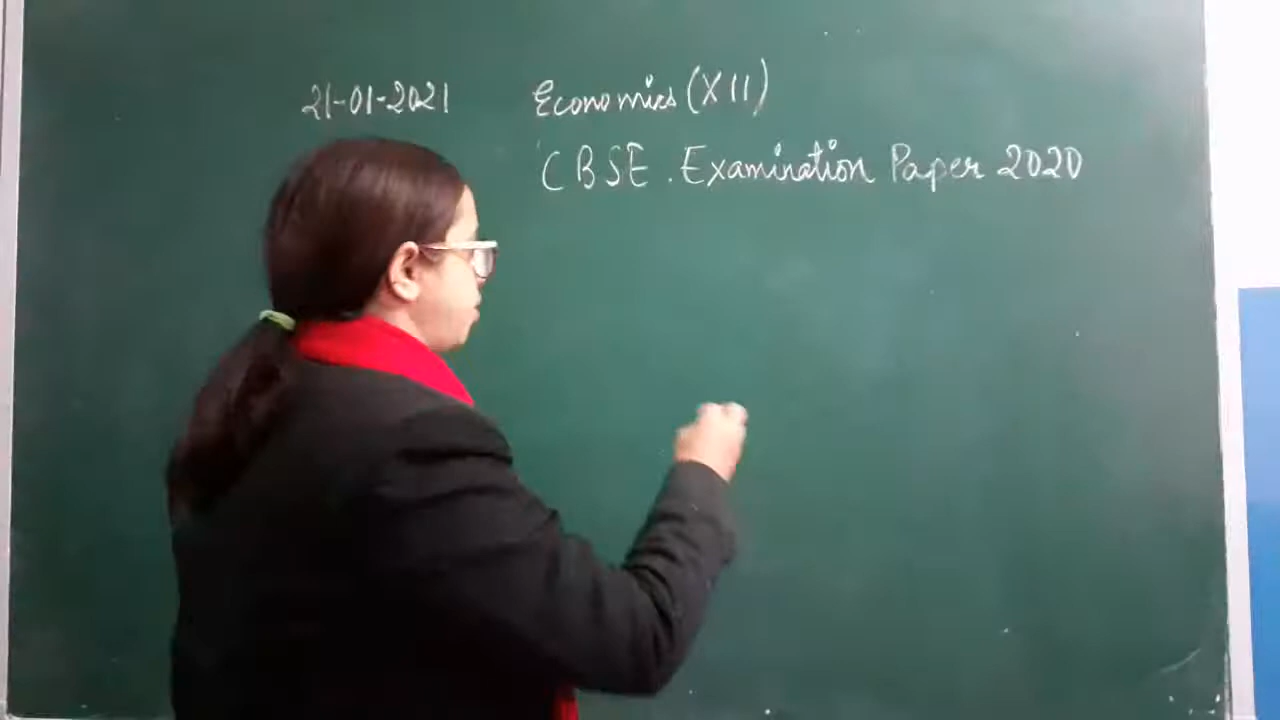 21-01-2021 Economics (XII)
CBSE. Examination Paper 2020